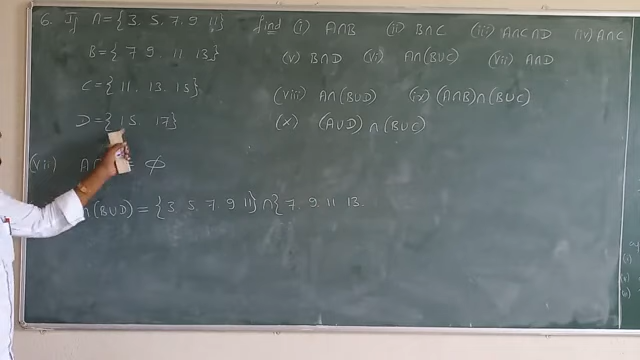 6. If A={3, 5, 7, 9, 11} find (i) A∩B (ii) B∩C (iii) A∩C∩D (iv) A∩C
B={ 7, 9, 11, 13} (v) B∩D (vi) A∩(B∪C) (vii) A∩D
C={ 11, 13, 15} (viii) A∩(B∪D) (ix) (A∩B)∩(B∪C)
D={15, 17} (x) (A∪D)∩(B∪C)
(vii) A = φ
∩(B∪D) = {3, 5, 7, 9 11}∩{ 7, 9, 11 13,
(i)